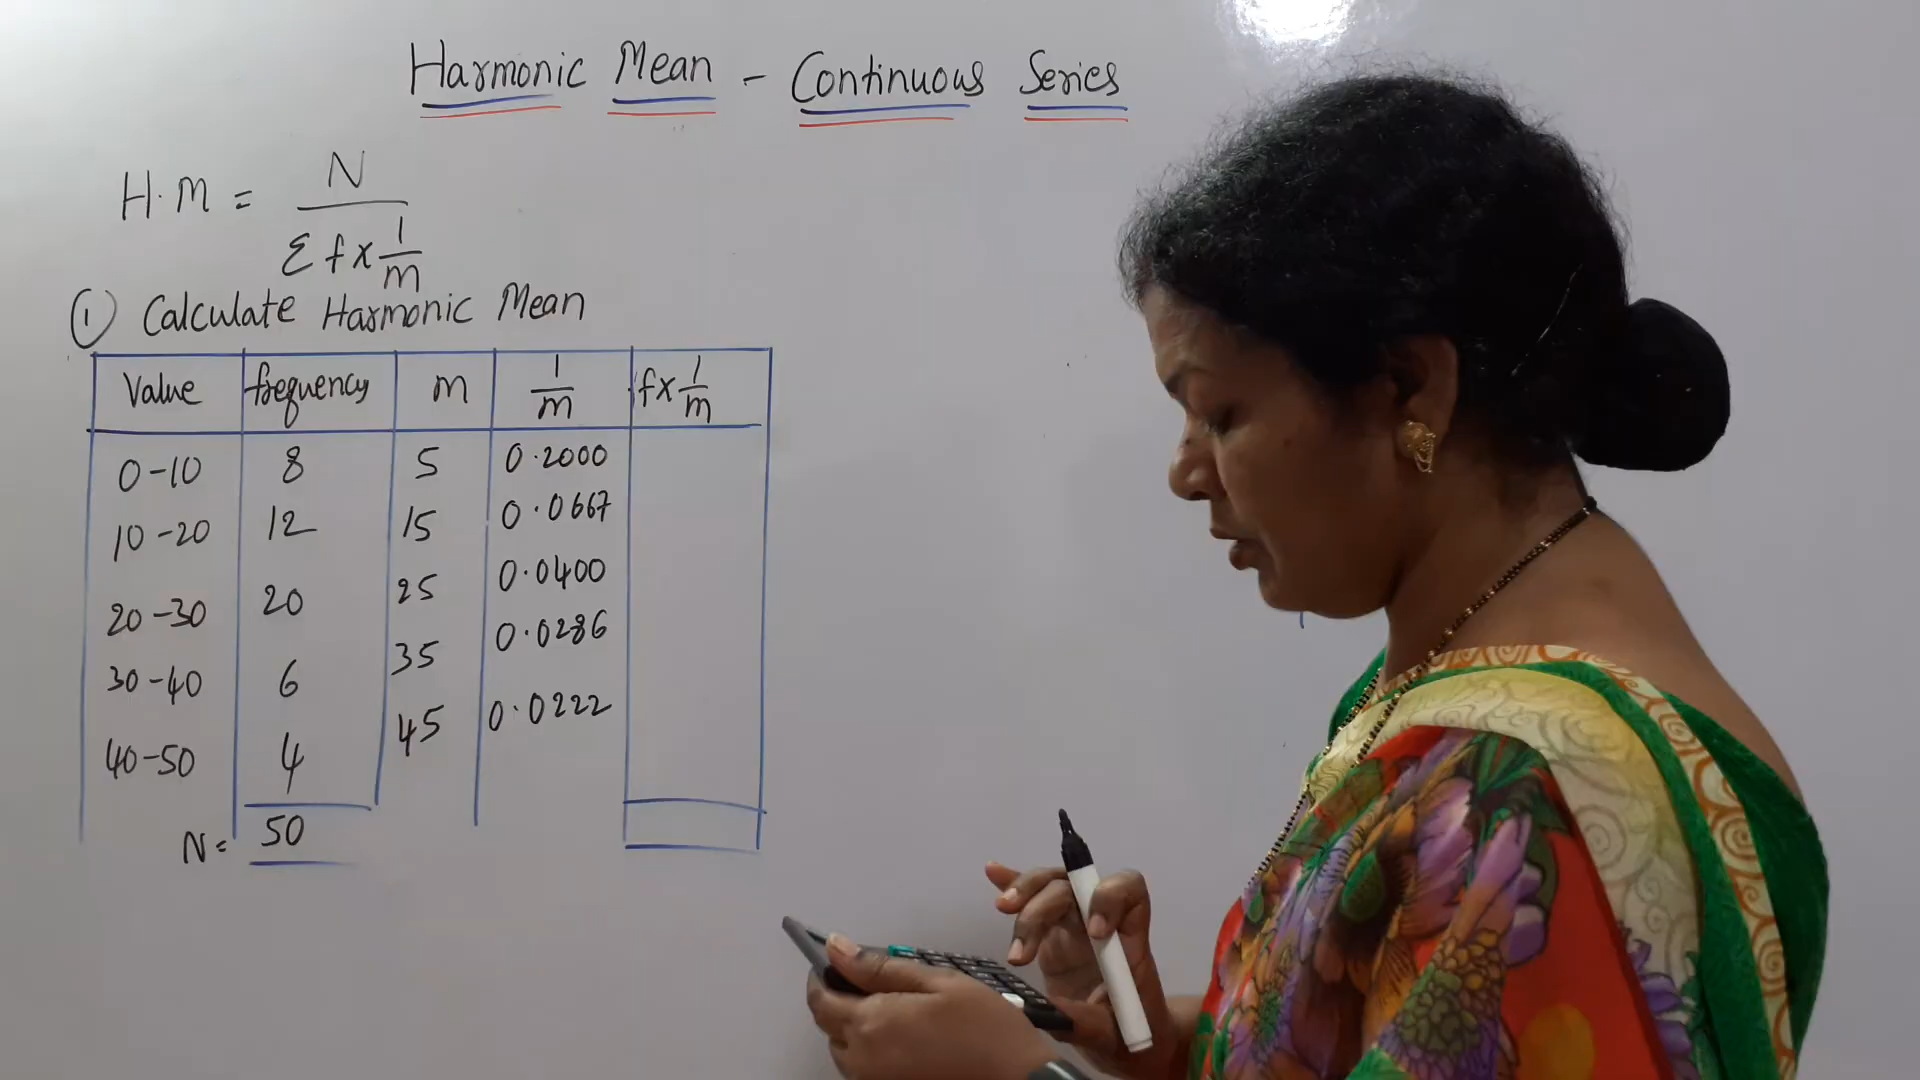 Harmonic Mean - Continuous Series
H.M = N / Σ f x 1/m
① Calculate Harmonic Mean
Value frequency m 1/m f x 1/m
0-10 8 5 0.2000
10-20 12 15 0.0667
20-30 20 25 0.0400
30-40 6 35 0.0286
40-50 4 45 0.0222
N= 50